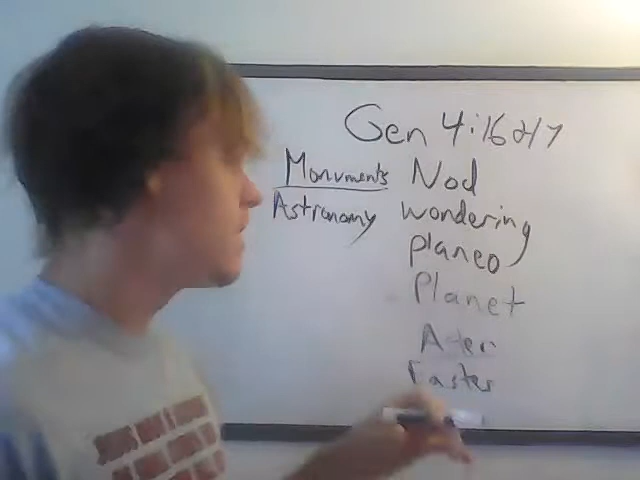 Gen 4:16 17
Monuments
Astronomy
Nod
wondering
planeo
Planet
Aster
Easter